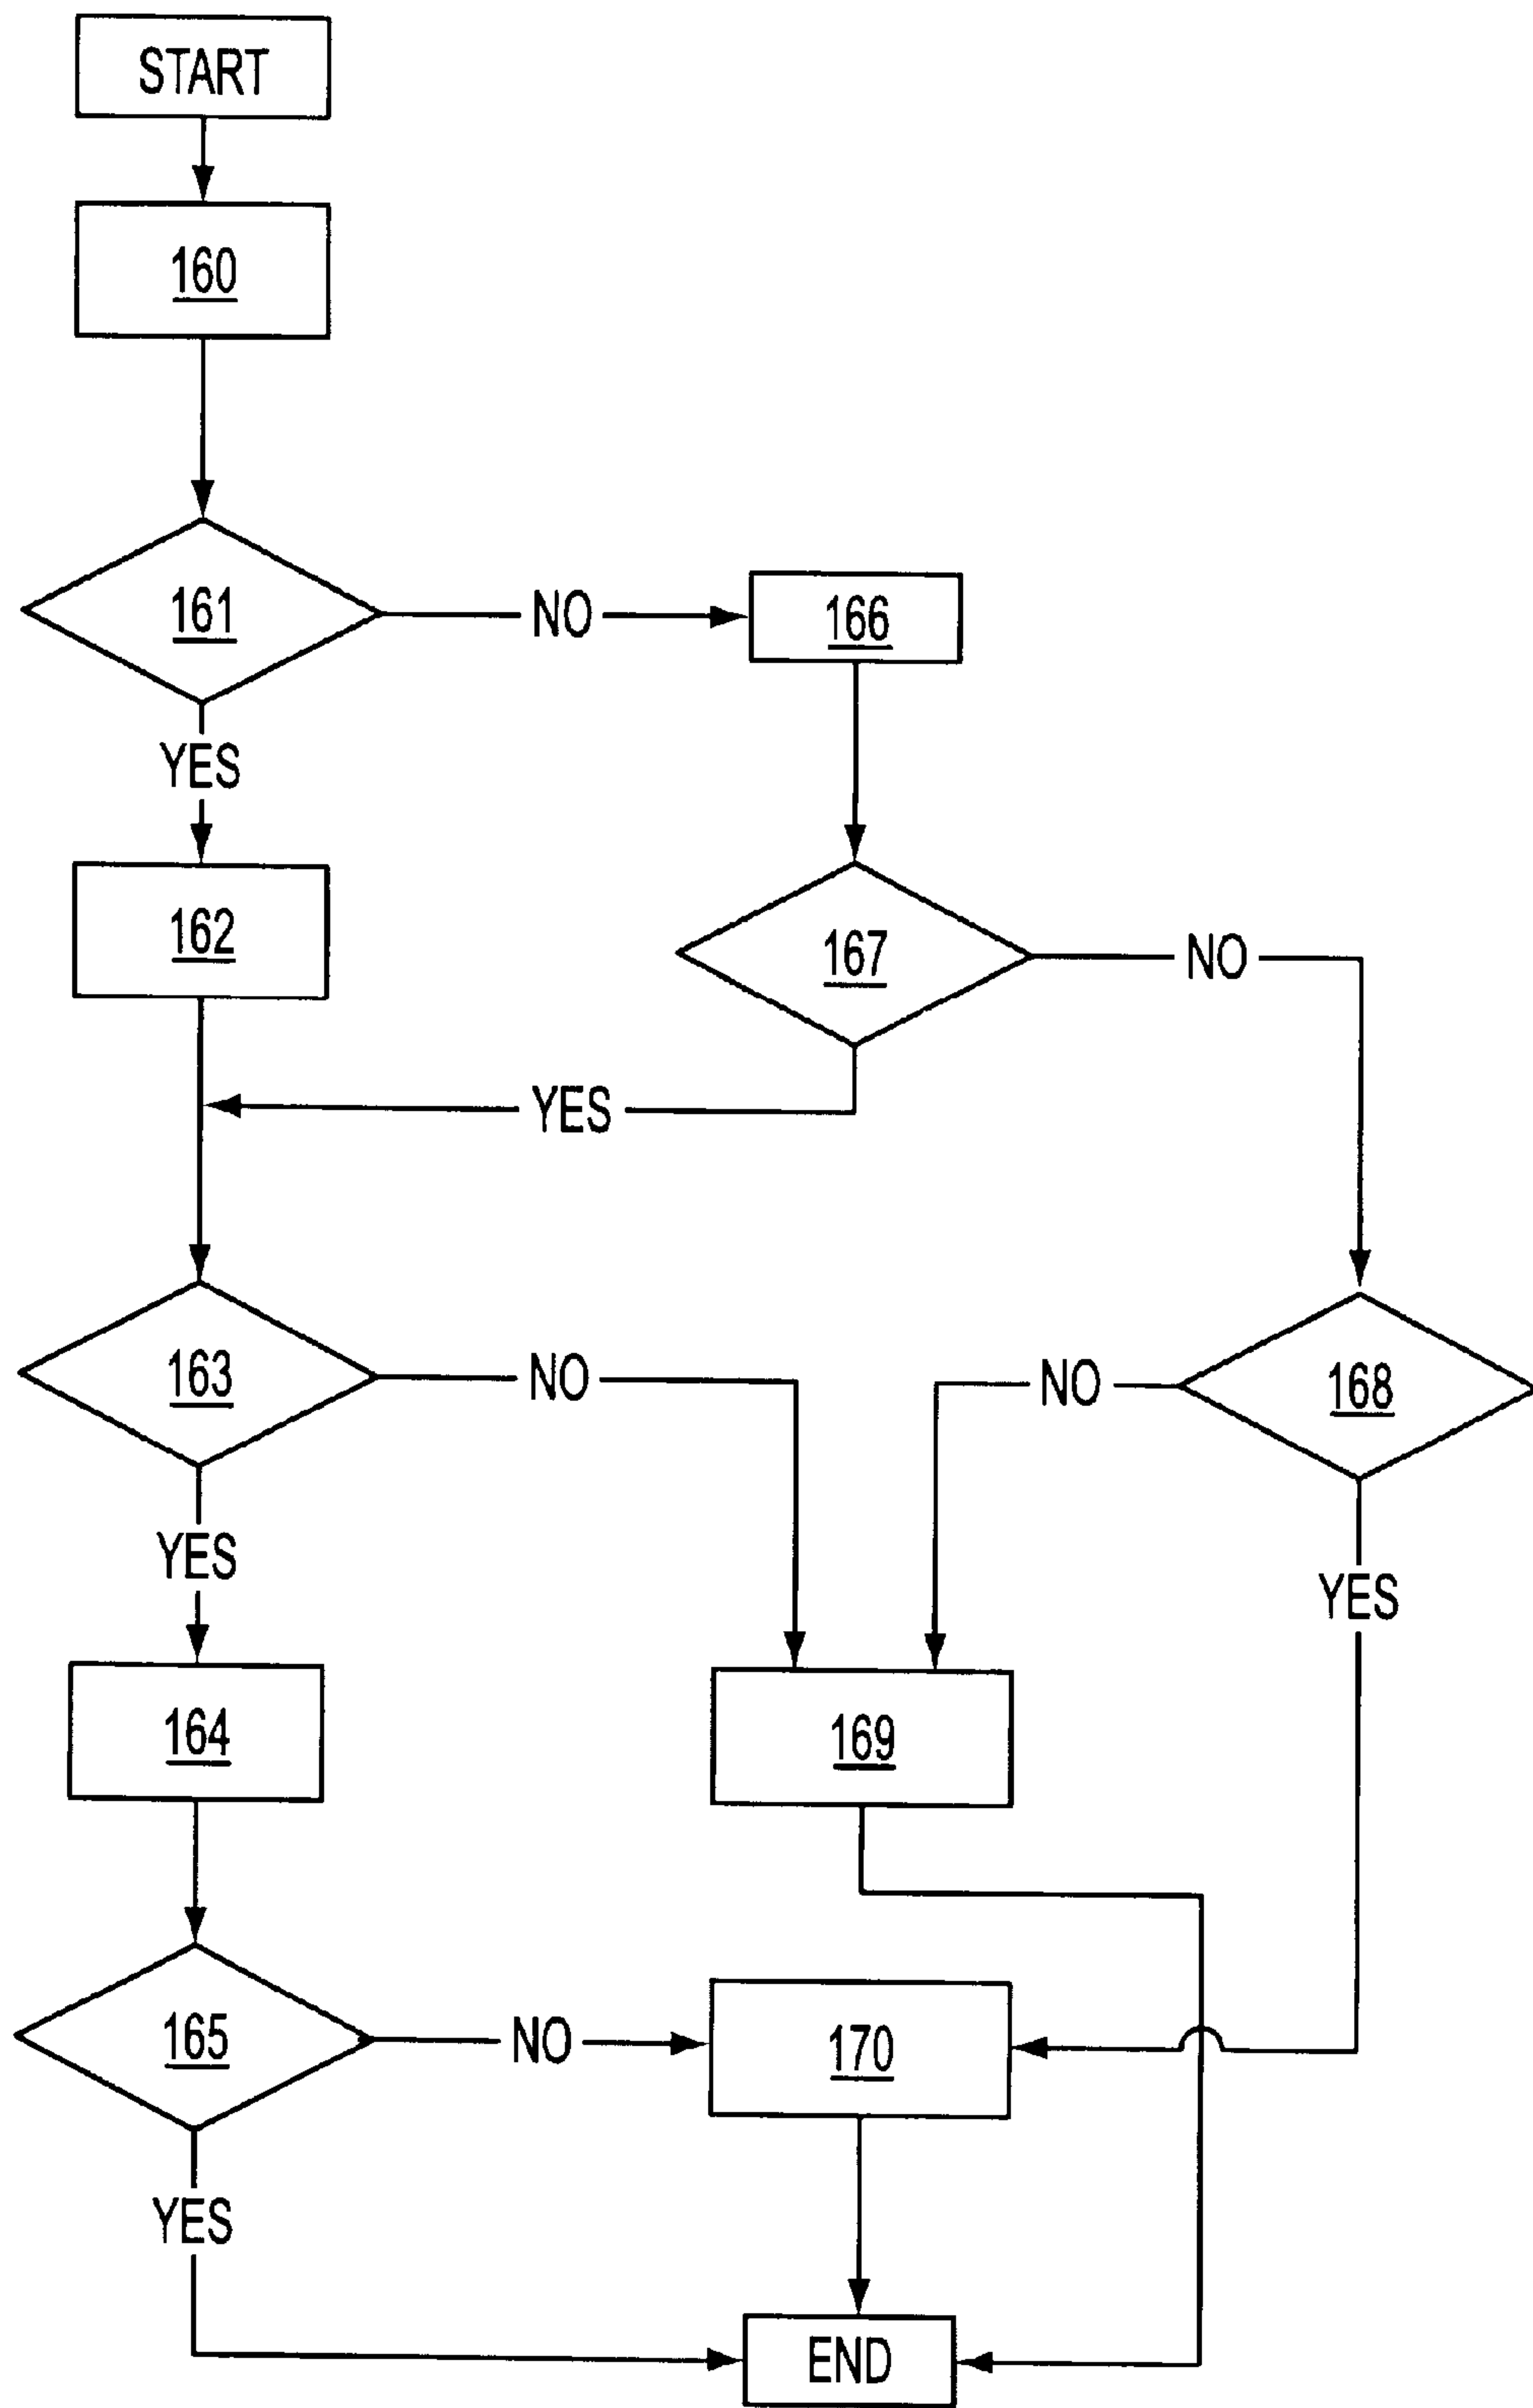 START
160
161
NO
166
YES
162
167
NO
YES
163
NO
NO
168
YES
YES
164
169
165
NO
170
YES
END